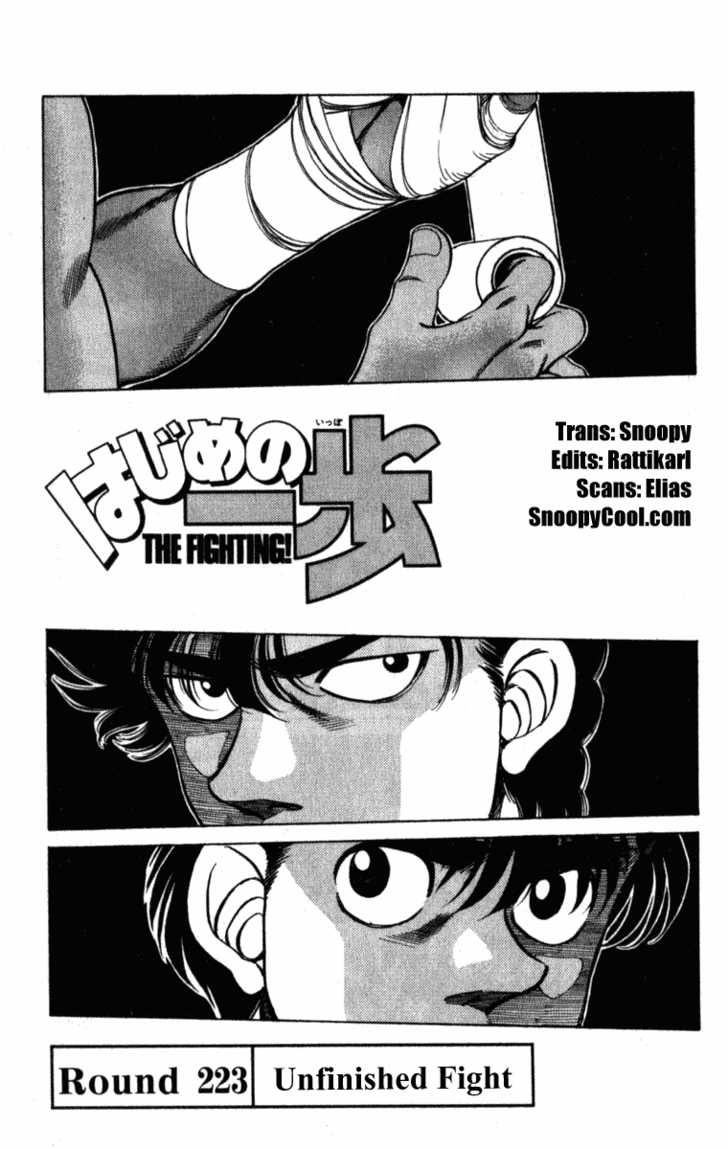 いっぽ
はじめの一歩
THE FIGHTING!
Trans: Snoopy
Edits: Rattikarl
Scans: Elias
SnoopyCool.com
Round 223
Unfinished Fight